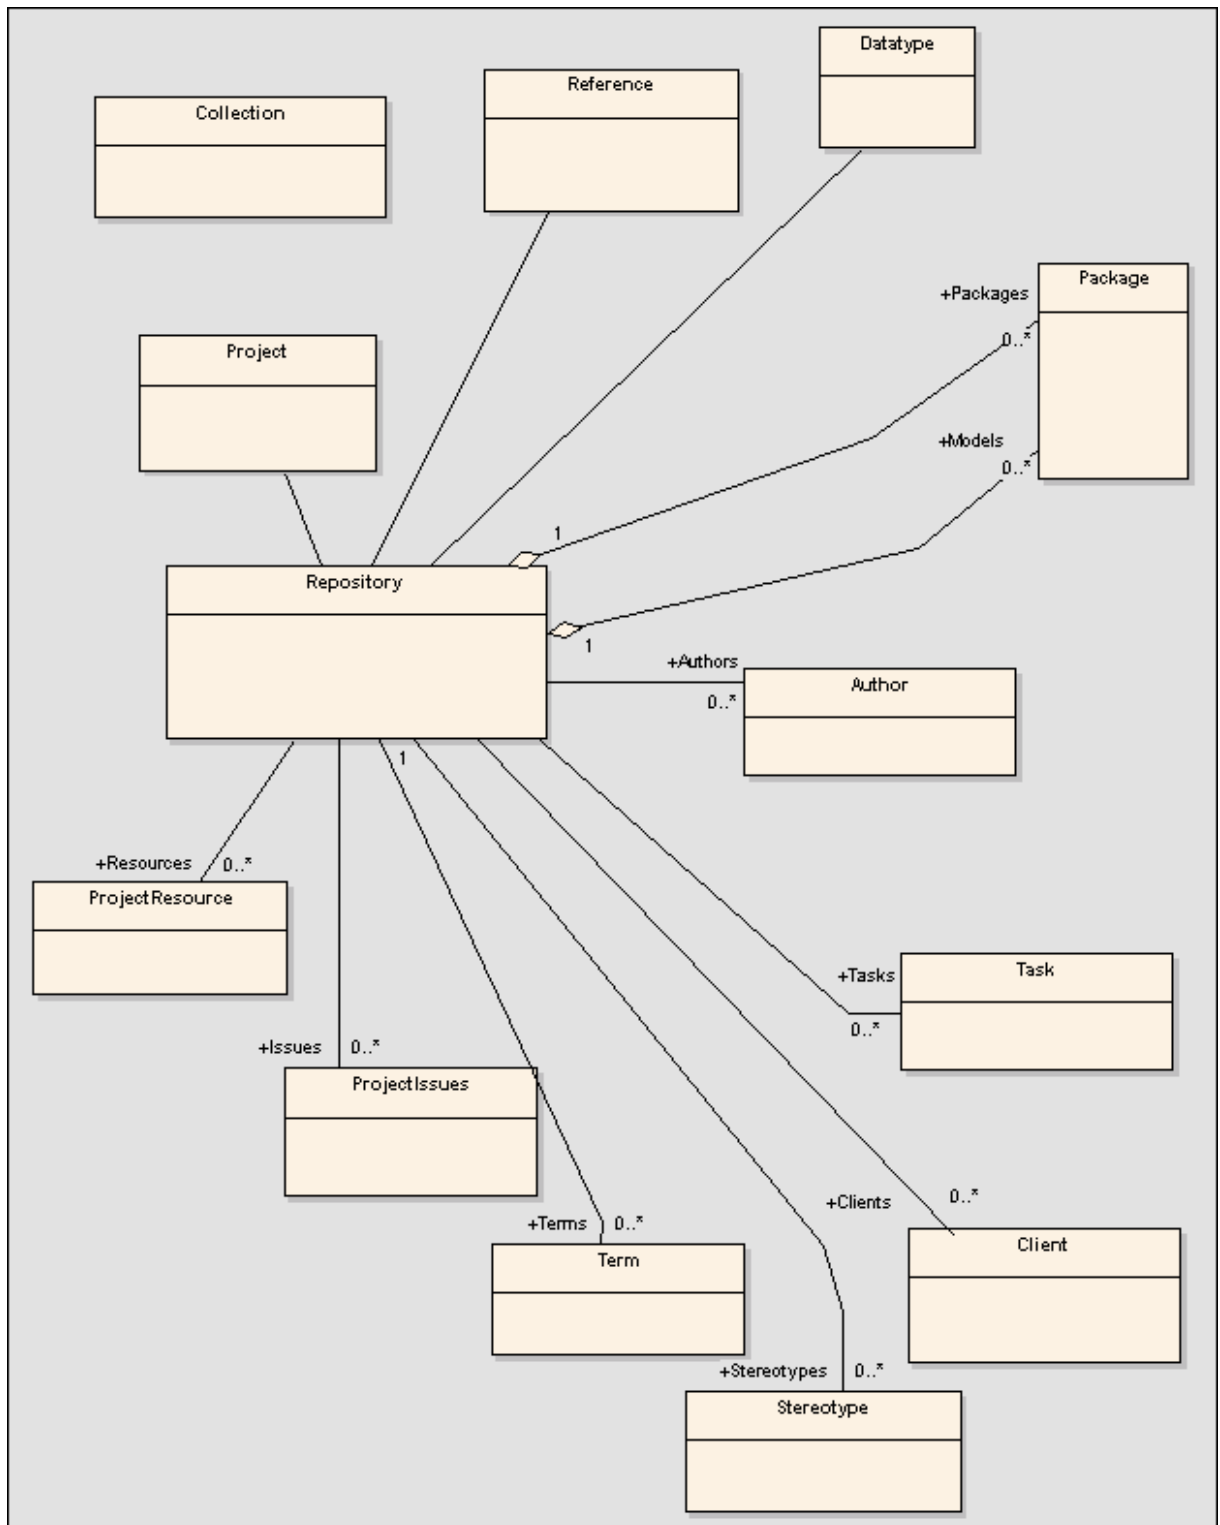 Datatype
Reference
Collection
Package
+Packages
0..*
Project
+Models
0..*
1
Repository
1
+Authors
Author
0..*
1
+Resources
0..*
ProjectResource
Task
+Tasks
0..*
+Issues
0..*
ProjectIssues
0..*
+Clients
+Terms
0..*
Client
Term
+Stereotypes
0..*
Stereotype